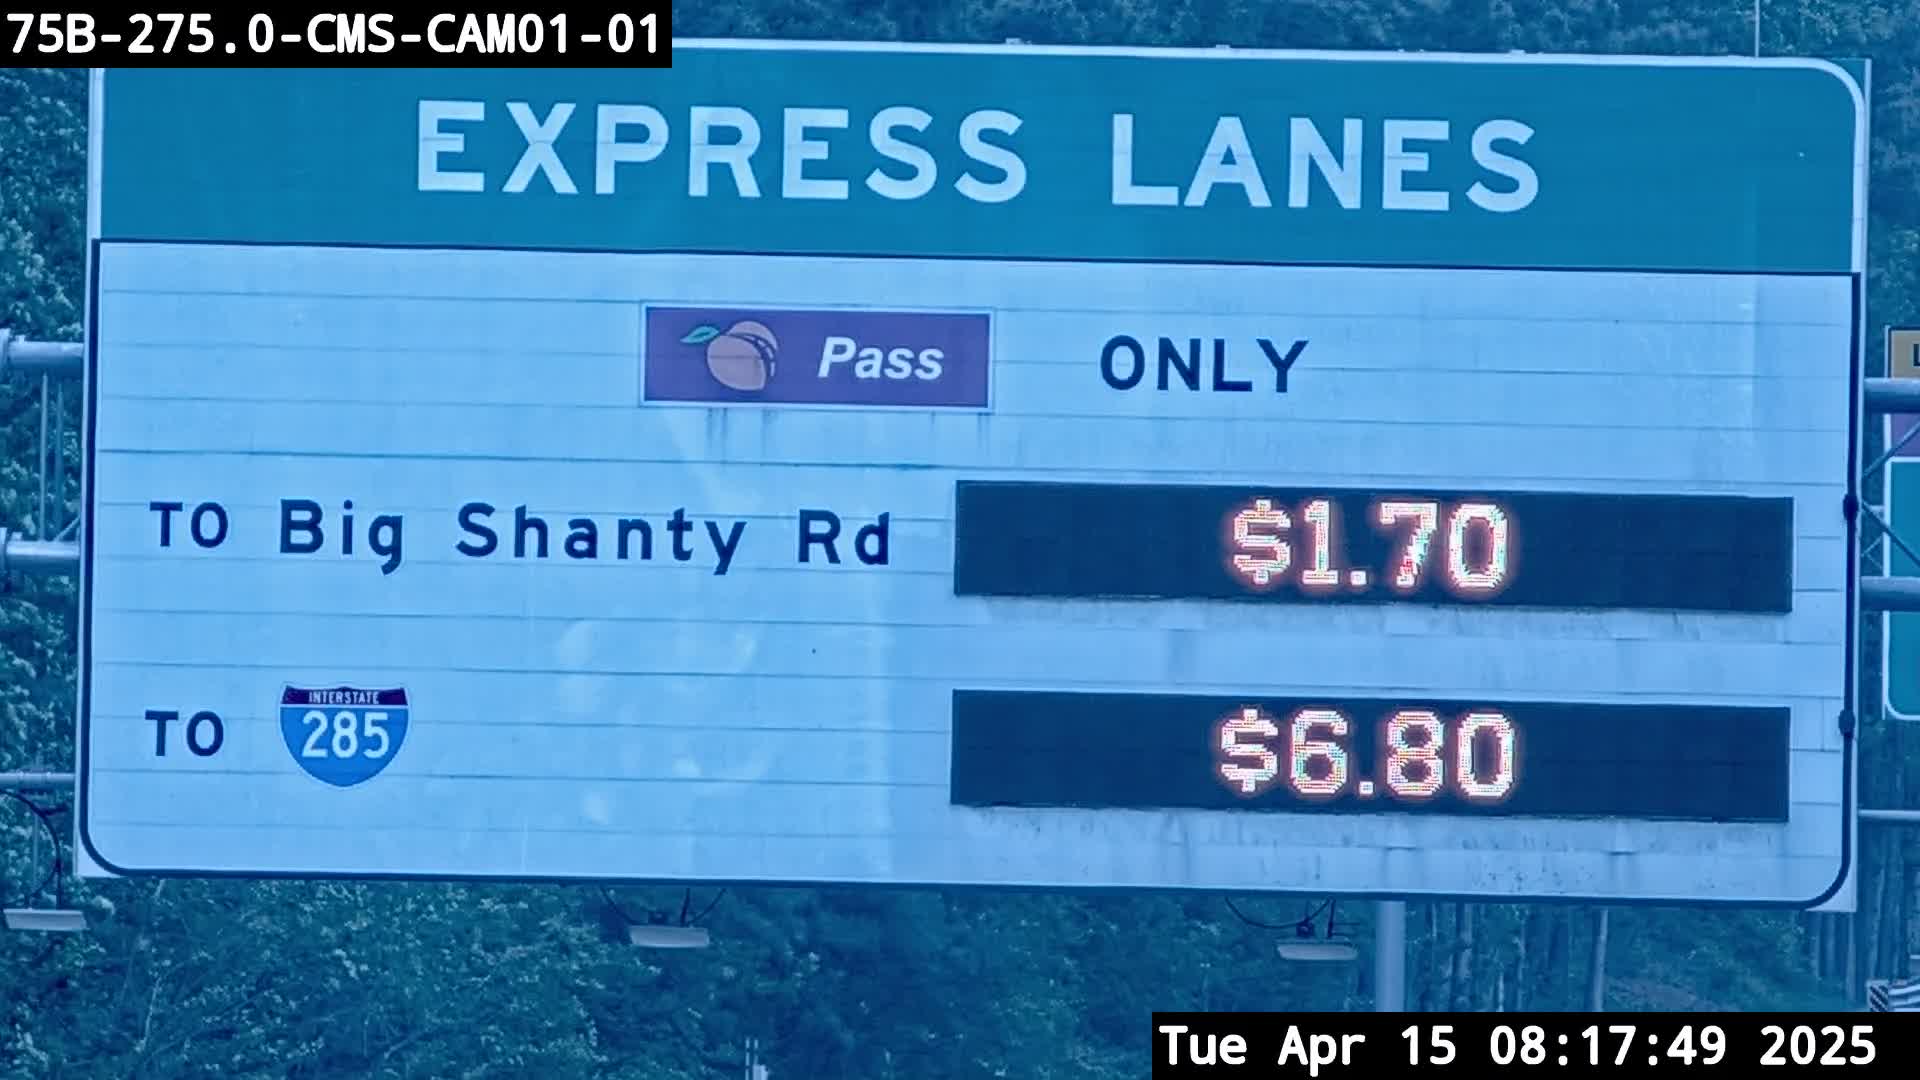 75B-275.0-CMS-CAM01-01
EXPRESS LANES
Pass ONLY
TO Big Shanty Rd $1.70
INTERSTATE
TO 285 $6.80
Tue Apr 15 08:17:49 2025